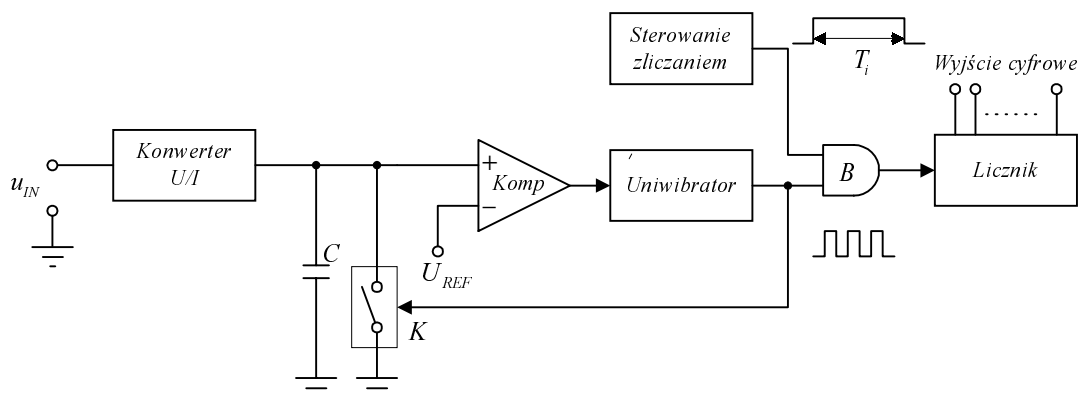 Sterowanie
zliczaniem
T_i
Wyjście cyfrowe
Konwerter
U/I
u_IN
+
Komp
−
Uniwibrator
B
Licznik
C
U_REF
K